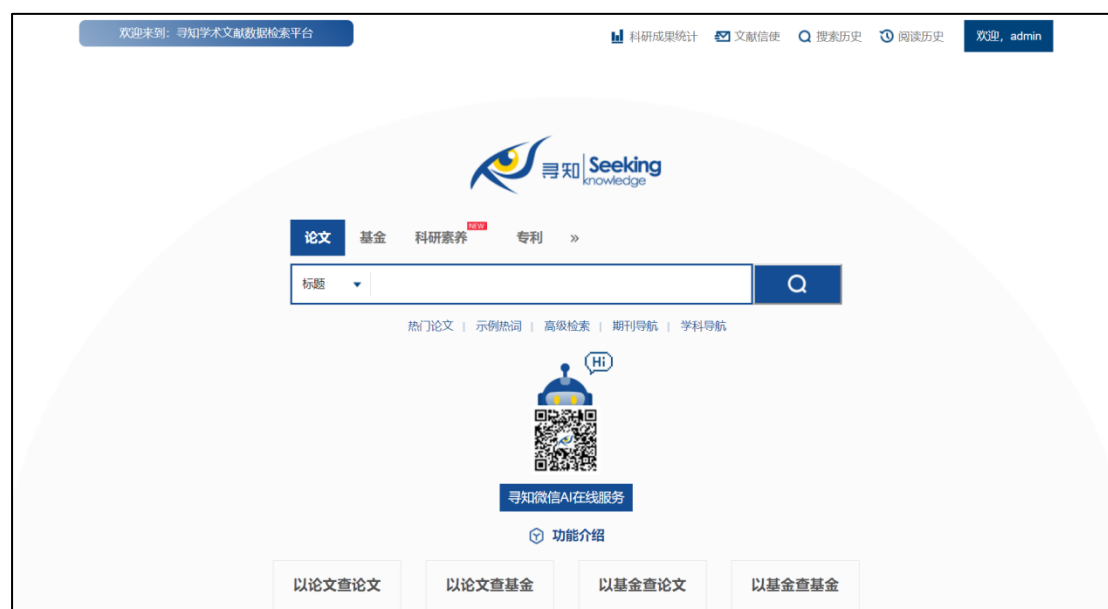 欢迎来到：寻知学术文献数据检索平台
科研成果统计 文献信使 搜索历史 阅读历史 欢迎，admin
寻知 Seeking
knowledge
NEW
论文 基金 科研素养 专利 »
标题
热门论文 | 示例热词 | 高级检索 | 期刊导航 | 学科导航
Hi
寻知微信AI在线服务
功能介绍
以论文查论文 以论文查基金 以基金查论文 以基金查基金